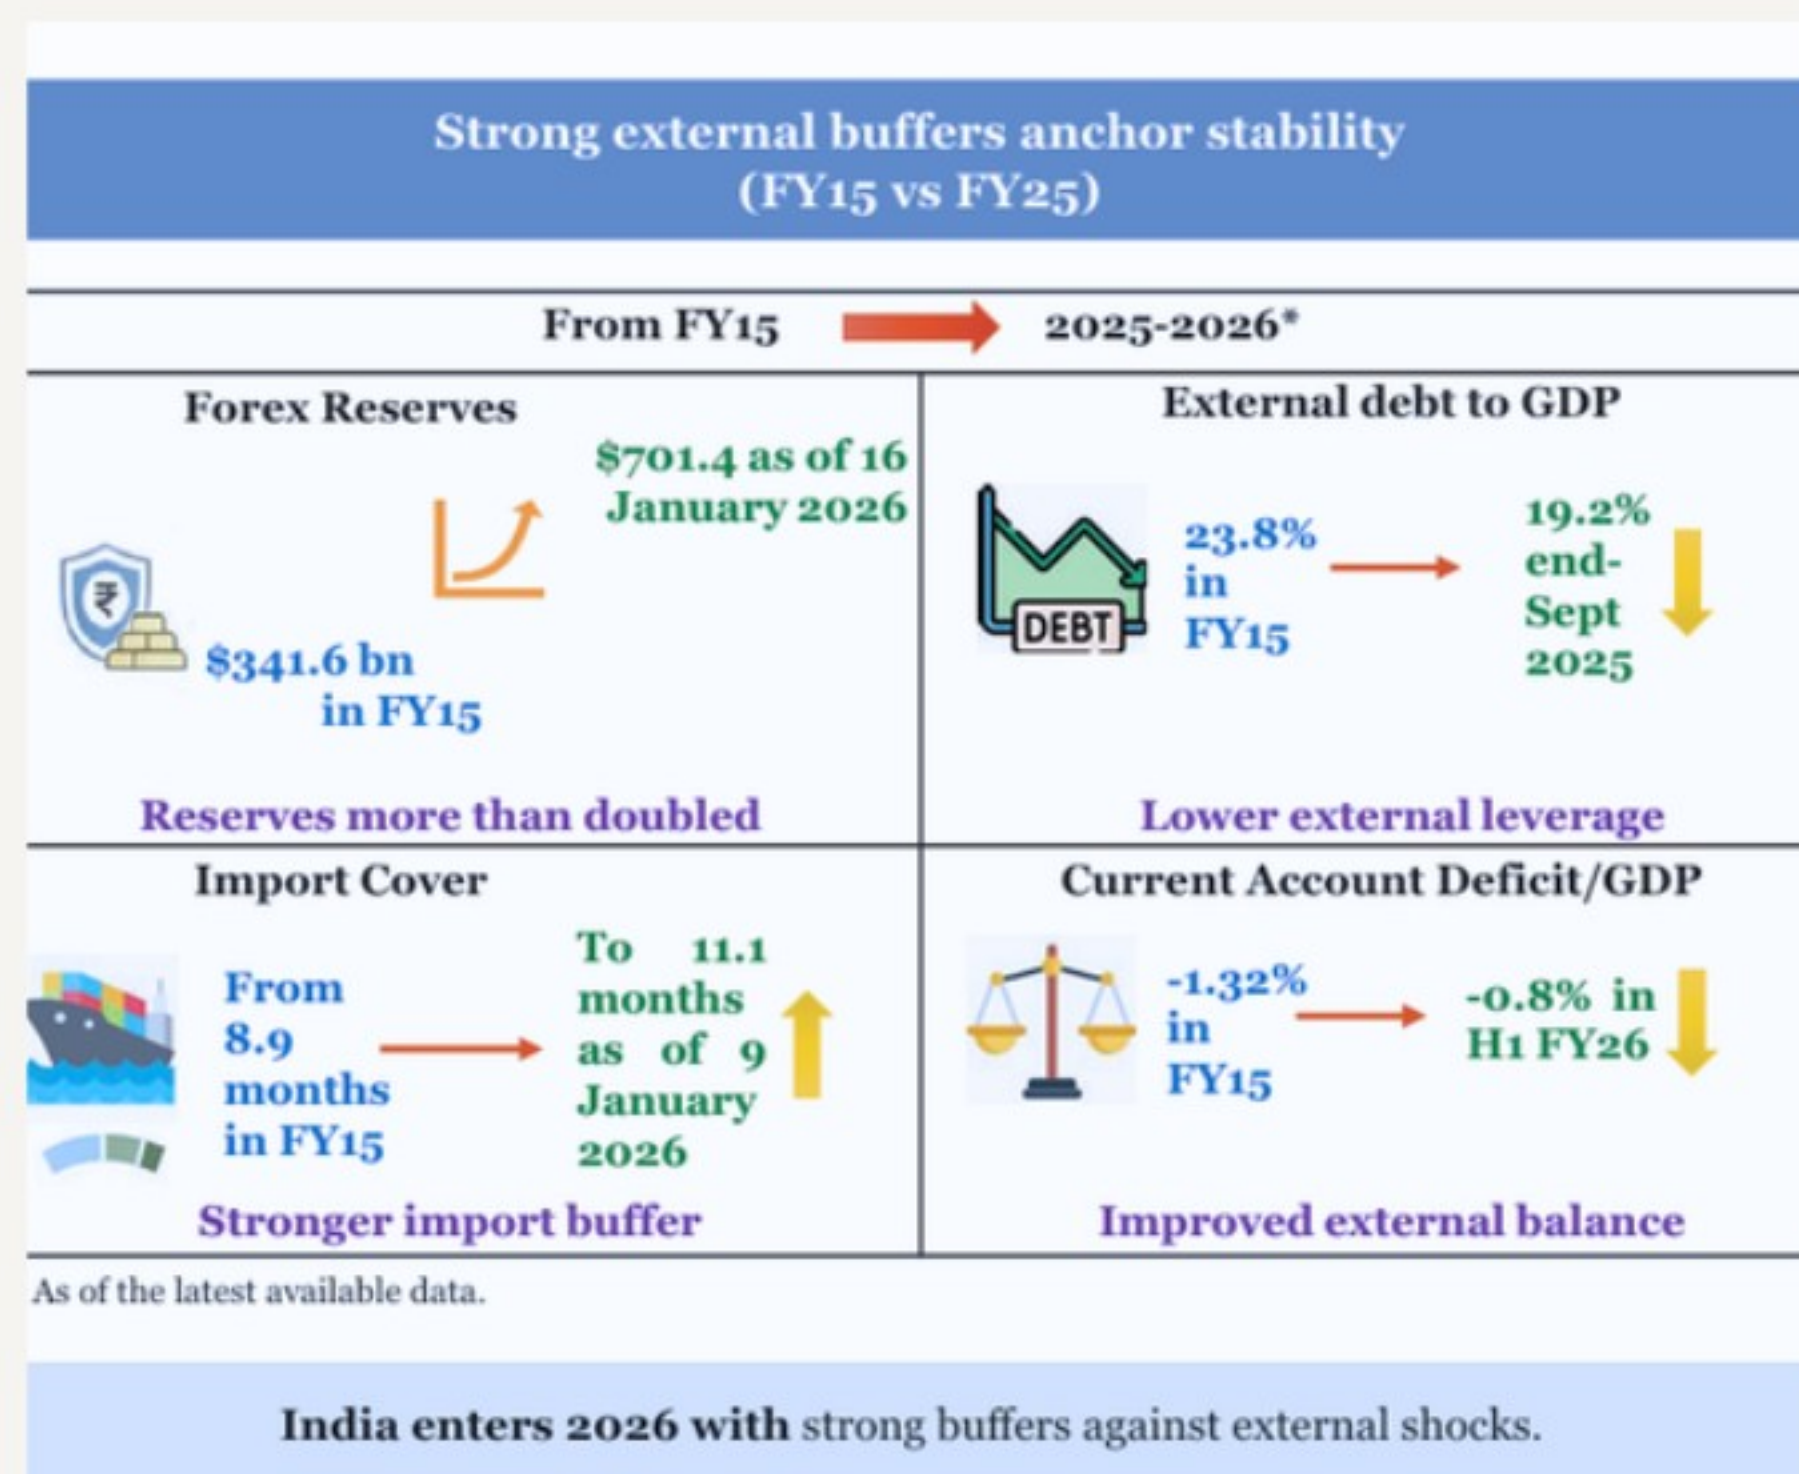 Strong external buffers anchor stability
(FY15 vs FY25)
From FY15 2025-2026*
Forex Reserves
$701.4 as of 16
January 2026
₹
$341.6 bn
in FY15
Reserves more than doubled
External debt to GDP
DEBT
23.8%
in
FY15
19.2%
end-
Sept
2025
Lower external leverage
Import Cover
From
8.9
months
in FY15
To 11.1
months
as of 9
January
2026
Stronger import buffer
Current Account Deficit/GDP
-1.32%
in
FY15
-0.8% in
H1 FY26
Improved external balance
As of the latest available data.
India enters 2026 with strong buffers against external shocks.